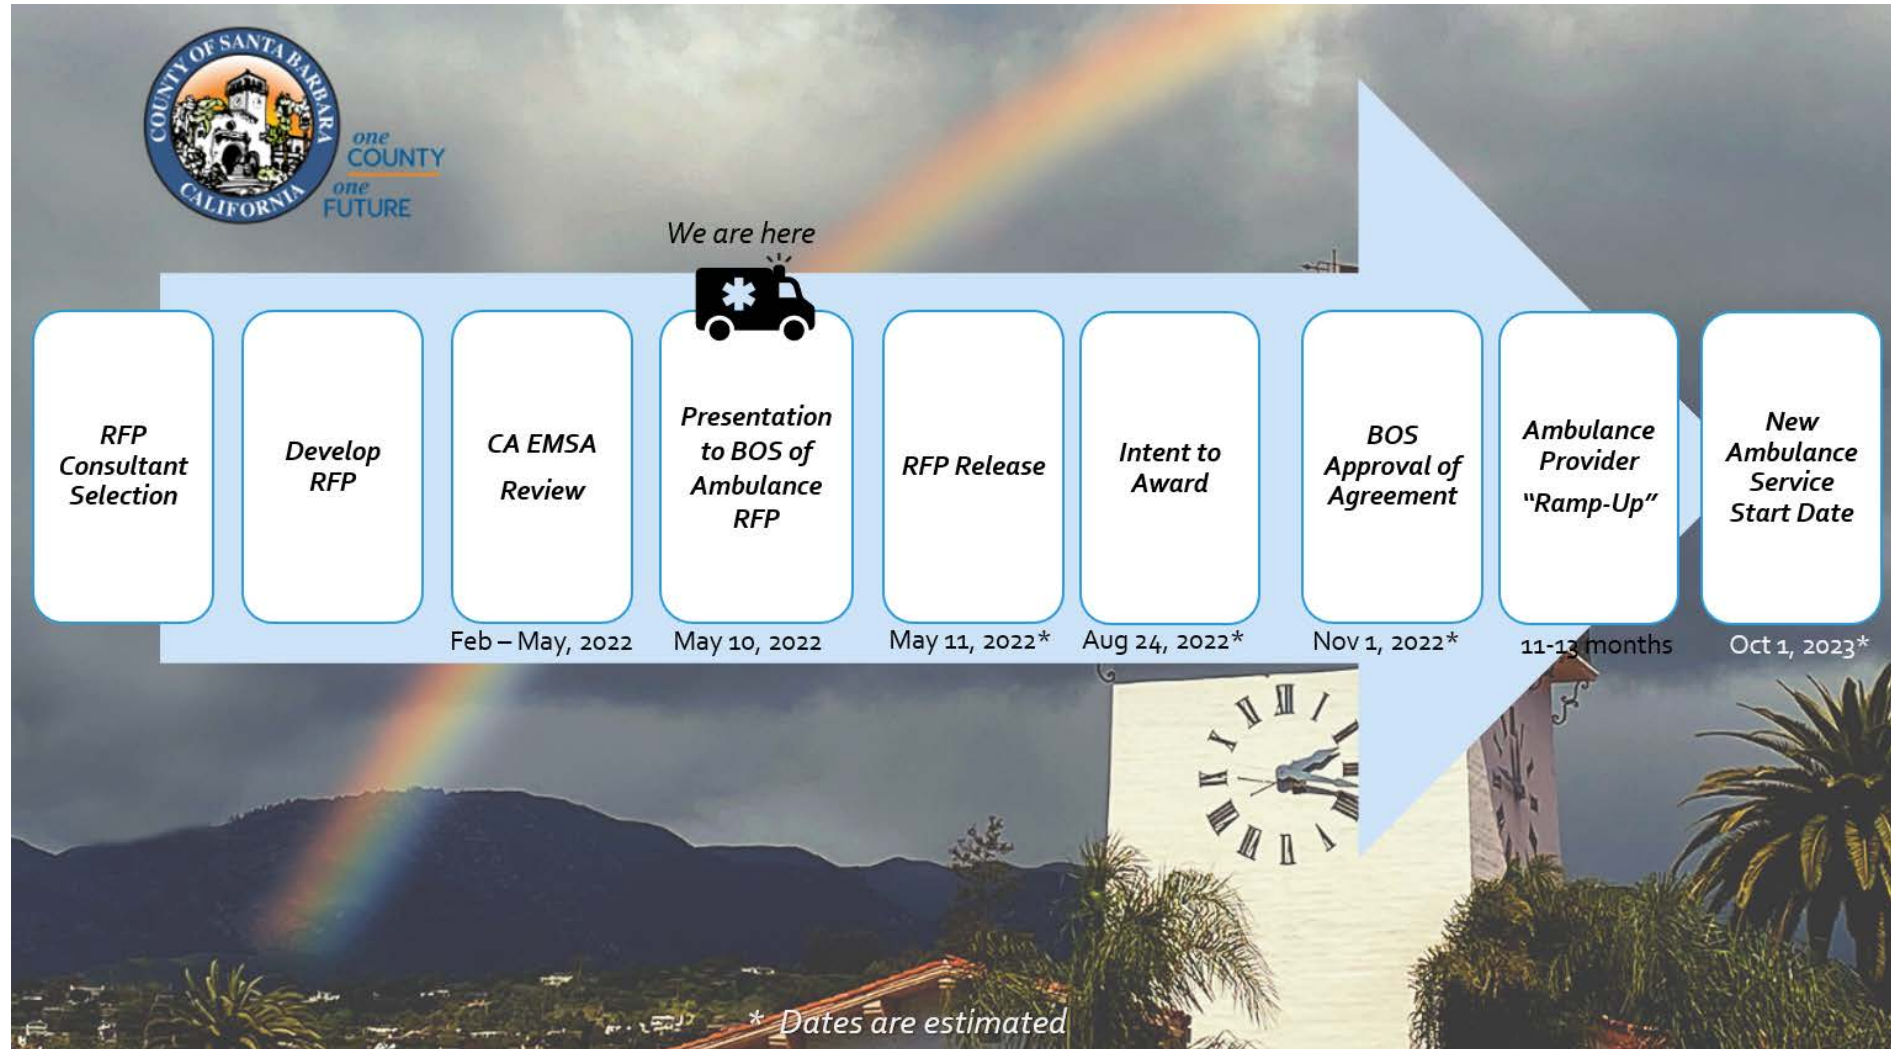 COUNTY OF SANTA BARBARA
CALIFORNIA
one
COUNTY
one
FUTURE
We are here
RFP
Consultant
Selection
Develop
RFP
CA EMSA
Review
Presentation
to BOS of
Ambulance
RFP
RFP Release
Intent to
Award
BOS
Approval of
Agreement
Ambulance
Provider
“Ramp-Up”
New
Ambulance
Service
Start Date
Feb – May, 2022
May 10, 2022
May 11, 2022*
Aug 24, 2022*
Nov 1, 2022*
11-13 months
Oct 1, 2023*
* Dates are estimated